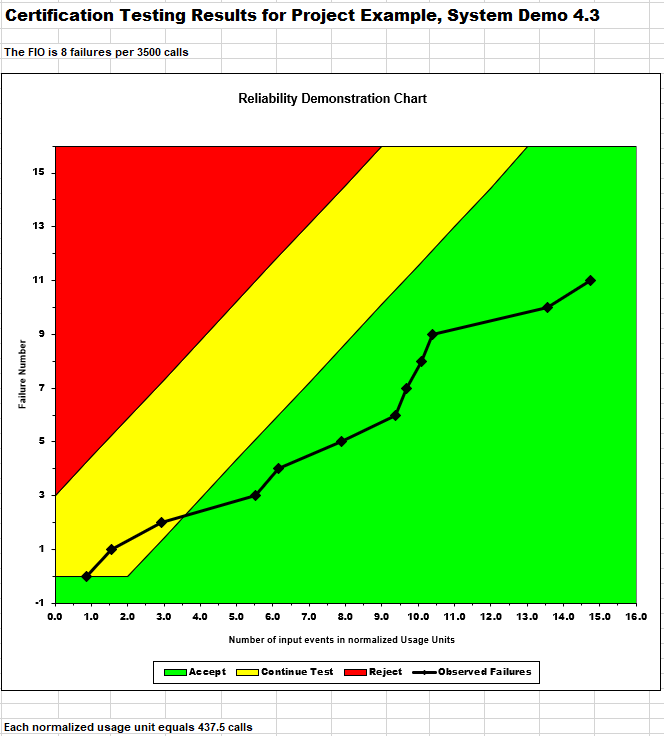 Certification Testing Results for Project Example, System Demo 4.3
The FIO is 8 failures per 3500 calls
Reliability Demonstration Chart
15
13
11
9
7
5
3
1
-1
Failure Number
0.0 1.0 2.0 3.0 4.0 5.0 6.0 7.0 8.0 9.0 10.0 11.0 12.0 13.0 14.0 15.0 16.0
Number of input events in normalized Usage Units
Accept Continue Test Reject Observed Failures
Each normalized usage unit equals 437.5 calls